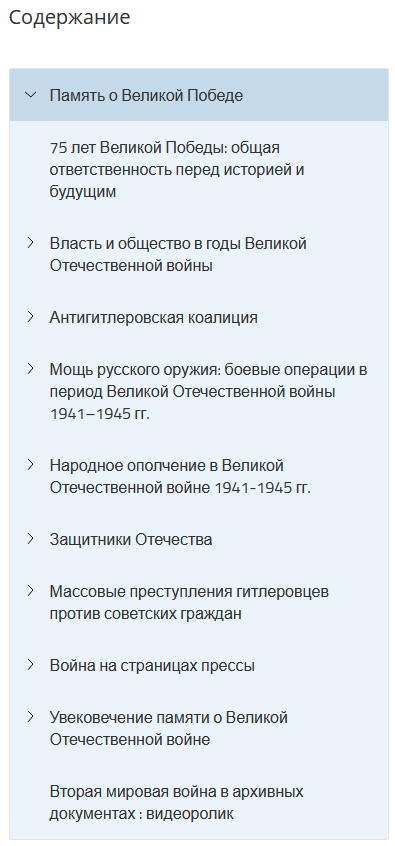 Содержание
Память о Великой Победе
75 лет Великой Победы: общая
ответственность перед историей и
будущим
Власть и общество в годы Великой
Отечественной войны
Антигитлеровская коалиция
Мощь русского оружия: боевые операции в
период Великой Отечественной войны
1941–1945 гг.
Народное ополчение в Великой
Отечественной войне 1941-1945 гг.
Защитники Отечества
Массовые преступления гитлеровцев
против советских граждан
Война на страницах прессы
Увековечение памяти о Великой
Отечественной войне
Вторая мировая война в архивных
документах : видеоролик